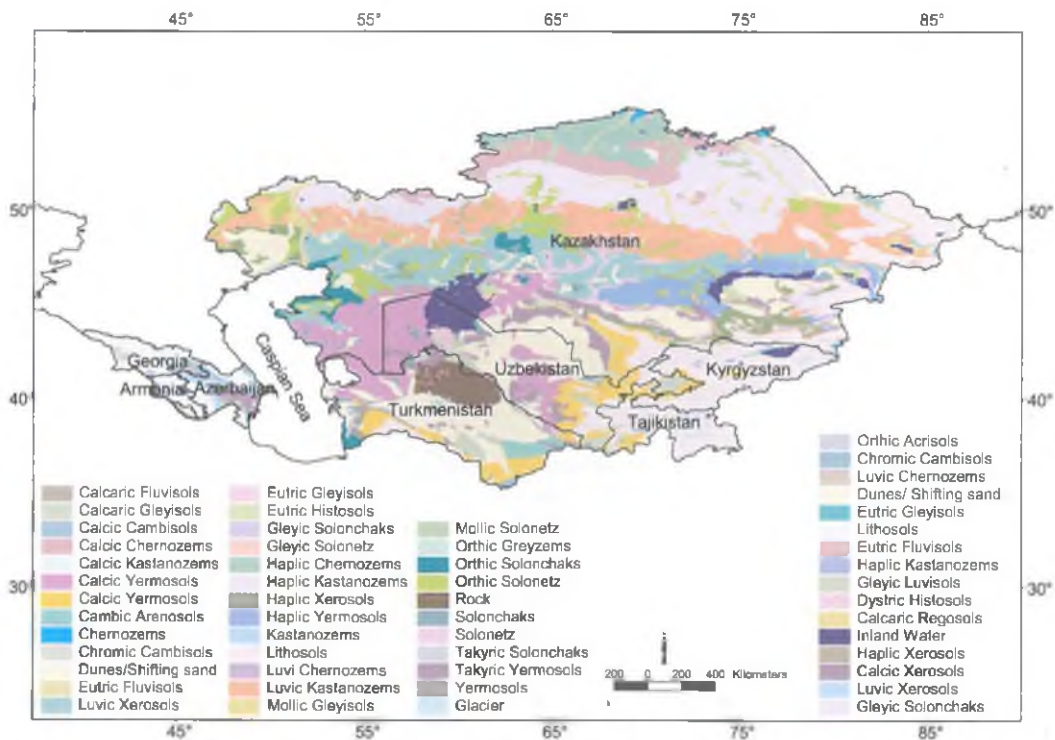 45° 55° 65° 75° 85°
50° 50°
Kazakhstan
Georgia
Armenia Azerbaijan
Caspian Sea
Uzbekistan
Kyrgyzstan
Turkmenistan
Tajikistan
40° 40°
30° 30°
Calcaric Fluvisols
Calcaric Gleyisols
Calcic Cambisols
Calcic Chernozems
Calcic Kastanozems
Calcic Yermosols
Calcic Yermosols
Cambic Arenosols
Chernozems
Chromic Cambisols
Dunes/Shifting sand
Eutric Fluvisols
Luvic Xerosols
Eutric Gleyisols
Eutric Histosols
Gleyic Solonchaks
Gleyic Solonetz
Haplic Chernozems
Haplic Kastanozems
Haplic Xerosols
Haplic Yermosols
Kastanozems
Lithosols
Luvi Chernozems
Luvic Kastanozems
Mollic Gleyisols
Mollic Solonetz
Orthic Greyzems
Orthic Solonchaks
Orthic Solonetz
Rock
Solonchaks
Solonetz
Takyric Solonchaks
Takyric Yermosols
Yermosols
Glacier
200 0 200 400 Kilometers
Orthic Acrisols
Chromic Cambisols
Luvic Chernozems
Dunes/ Shifting sand
Eutric Gleyisols
Lithosols
Eutric Fluvisols
Haplic Kastanozems
Gleyic Luvisols
Dystric Histosols
Calcaric Regosols
Inland Water
Haplic Xerosols
Calcic Xerosols
Luvic Xerosols
Gleyic Solonchaks
45° 55° 65° 75° 85°